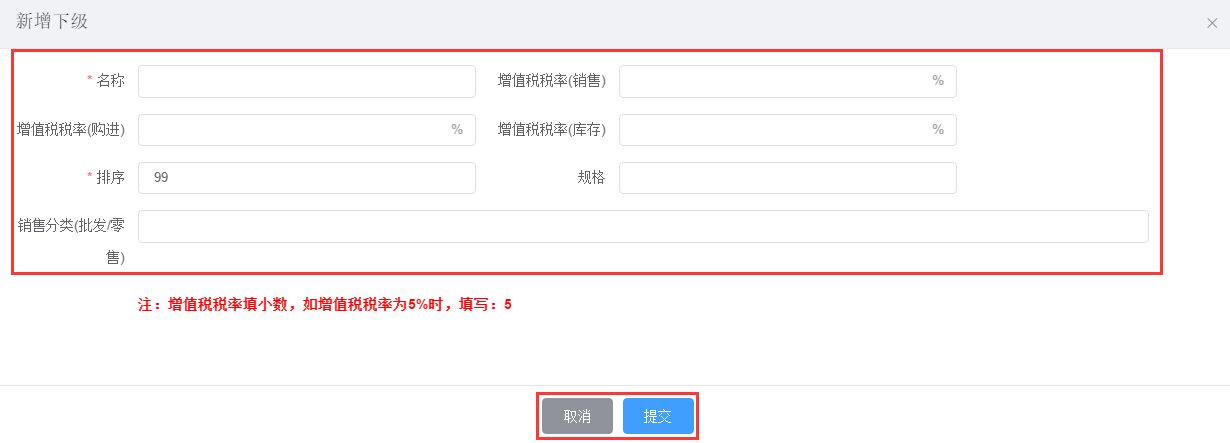 新增下级
* 名称
增值税税率(销售) %
增值税税率(购进) %
增值税税率(库存) %
* 排序 99
规格
销售分类(批发/零
售)
注：增值税税率填小数，如增值税税率为5%时，填写：5
取消 提交